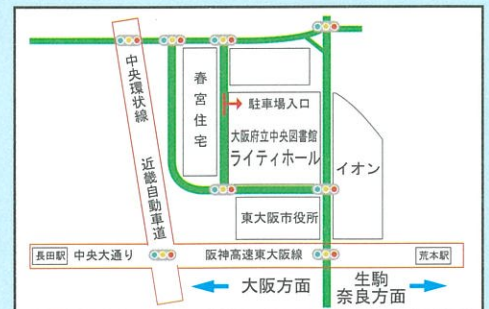 中央環状線
近畿自動車道
春宮住宅
駐車場入口
大阪府立中央図書館
ライティホール
イオン
東大阪市役所
長田駅
中央大通り
阪神高速東大阪線
荒本駅
大阪方面
生駒
奈良方面